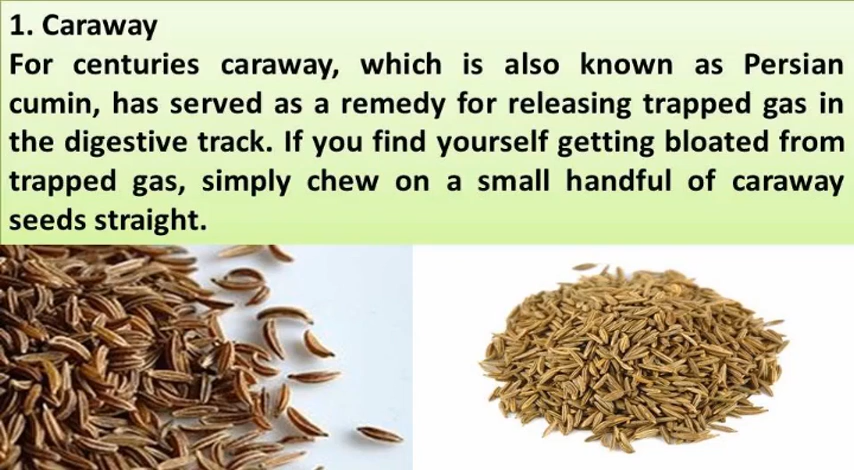 1. Caraway
For centuries caraway, which is also known as Persian
cumin, has served as a remedy for releasing trapped gas in
the digestive track. If you find yourself getting bloated from
trapped gas, simply chew on a small handful of caraway
seeds straight.